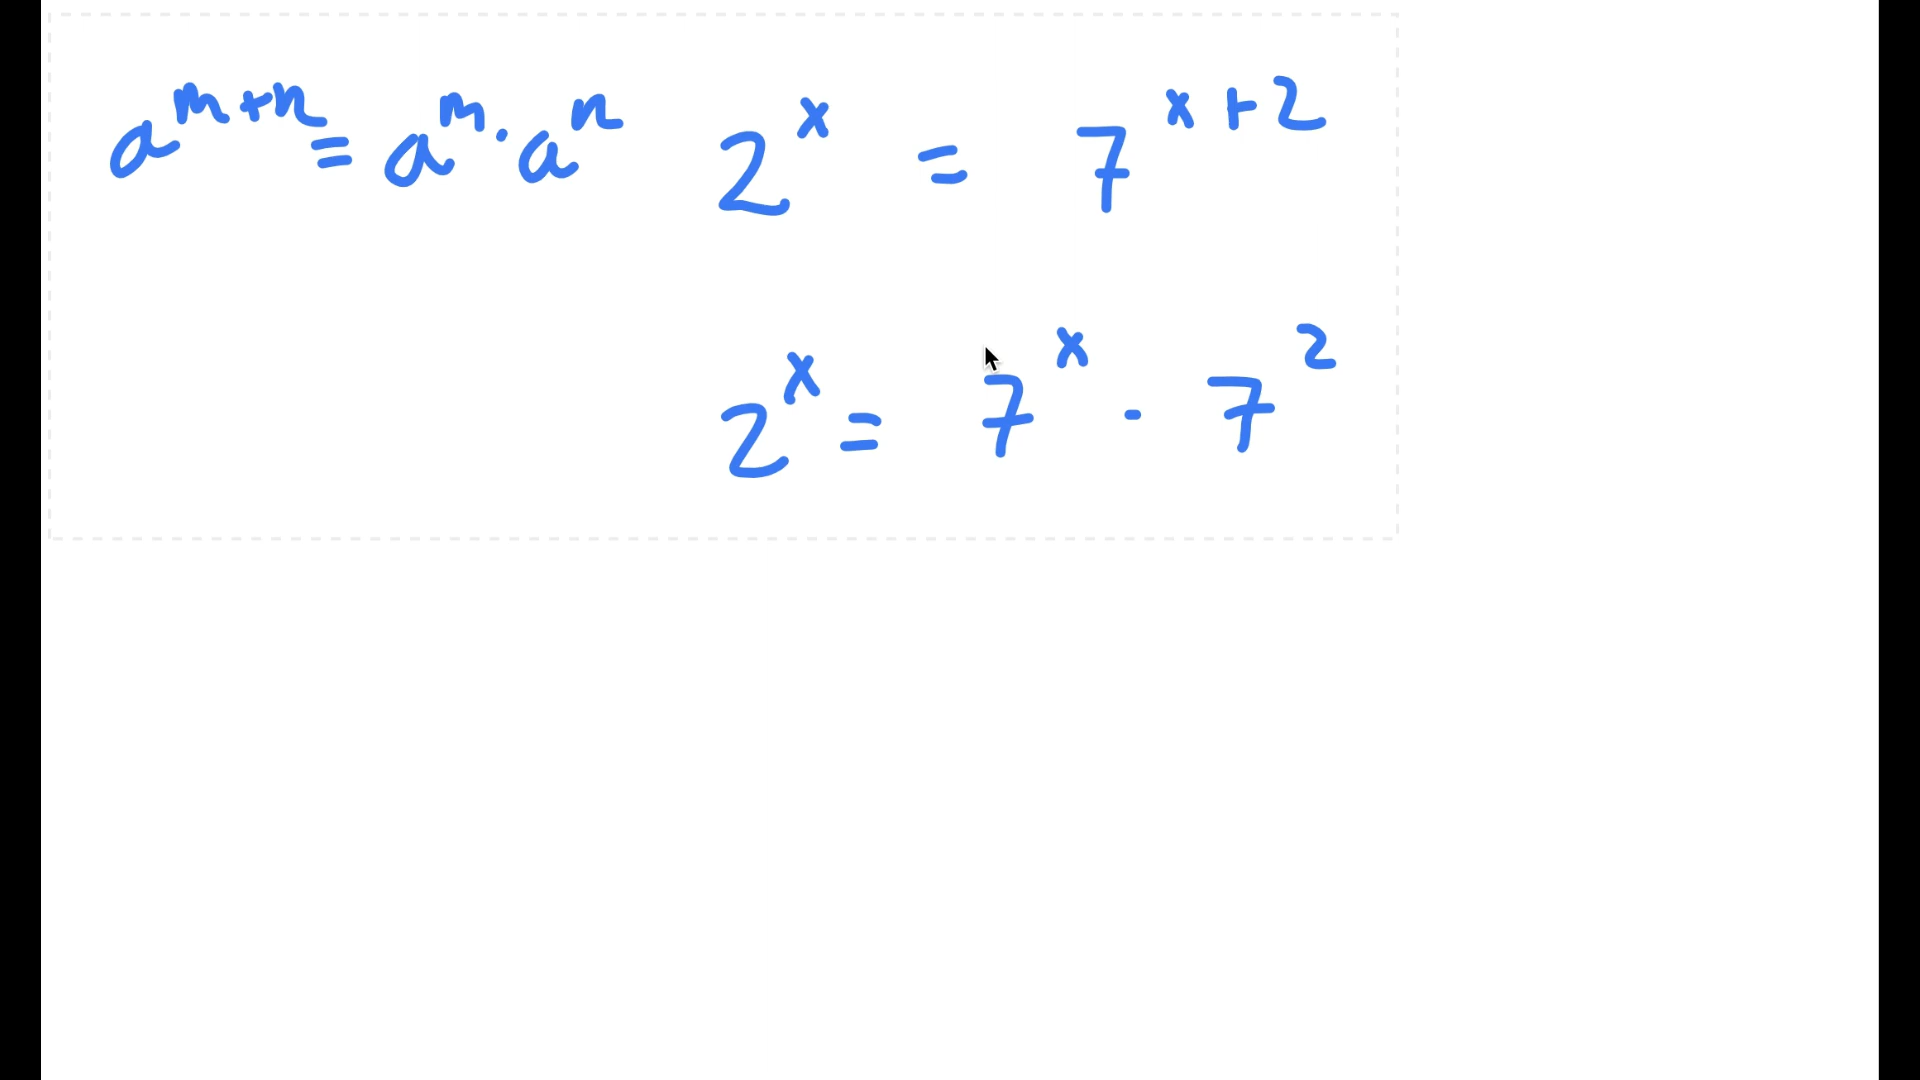 a^{m+n} = a^m · a^n
2^x = 7^{x+2}
2^x = 7^x · 7^2